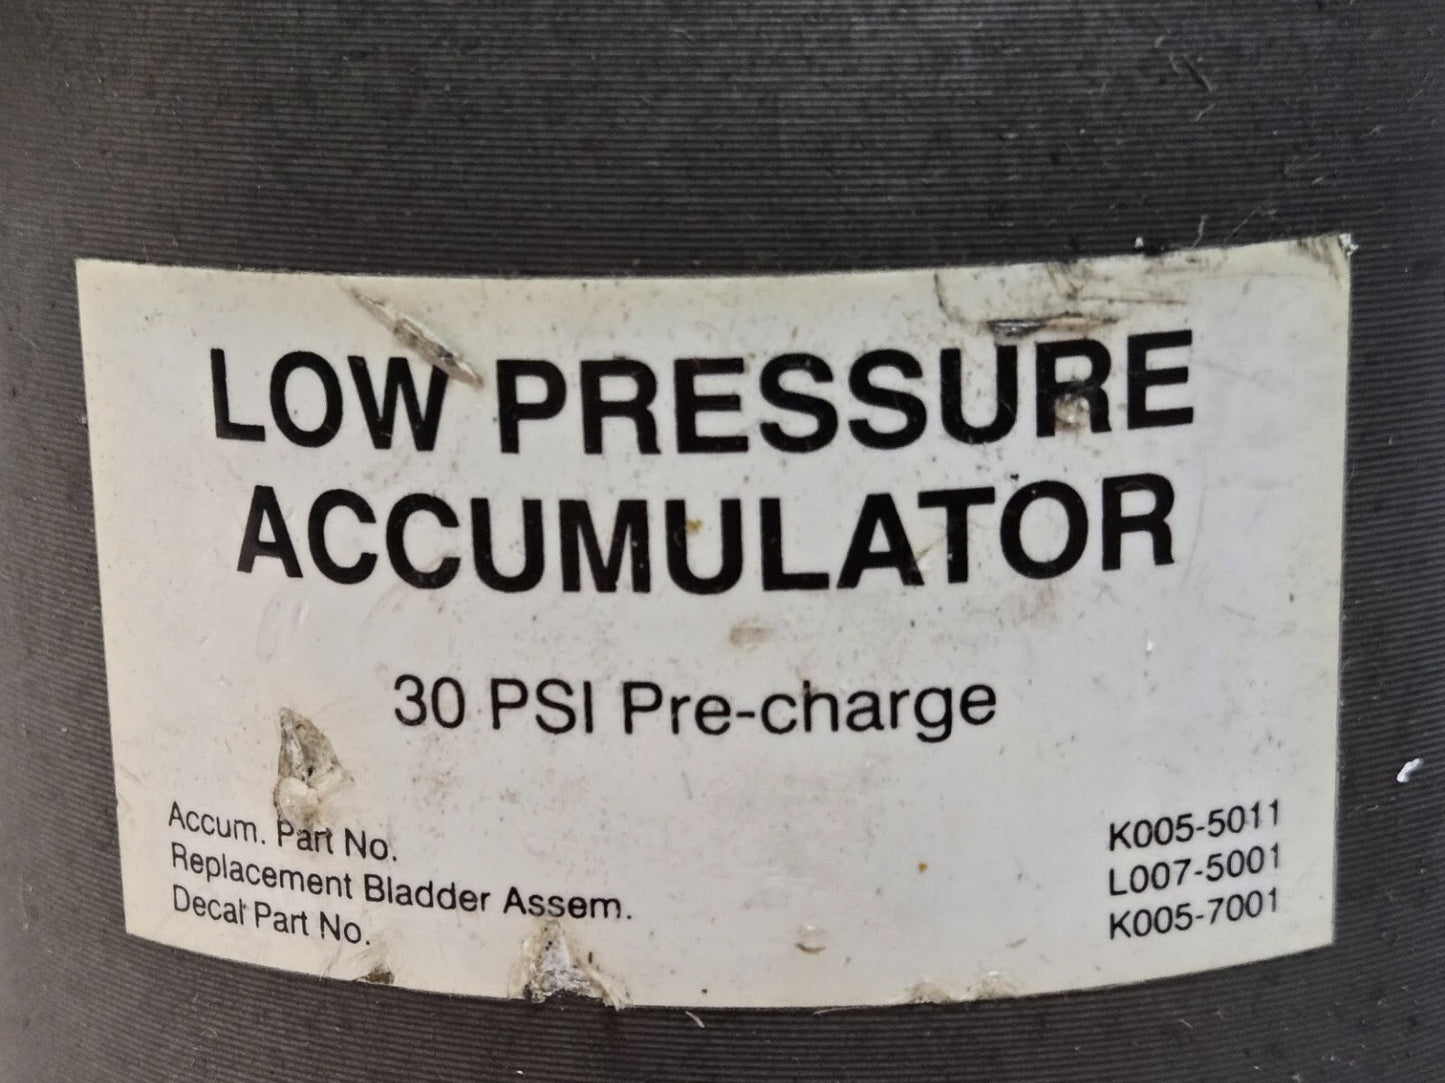 LOW PRESSURE
ACCUMULATOR
30 PSI Pre-charge
Accum. Part No. K005-5011
Replacement Bladder Assem. L007-5001
Decal Part No. K005-7001